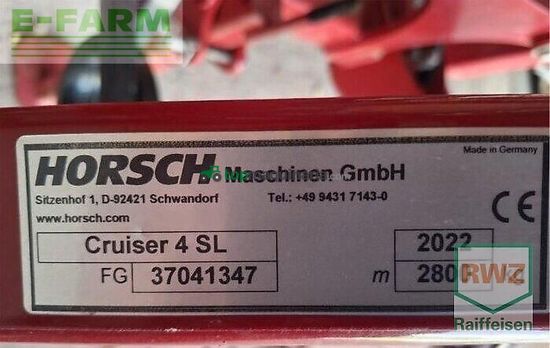 E-FARM
HORSCH Maschinen GmbH
Made in Germany
Sitzenhof 1, D-92421 Schwandorf Tel.: +49 9431 7143-0
www.horsch.com
CE
Cruiser 4 SL 2022
FG 37041347 m 2800
RWZ
Raiffeisen